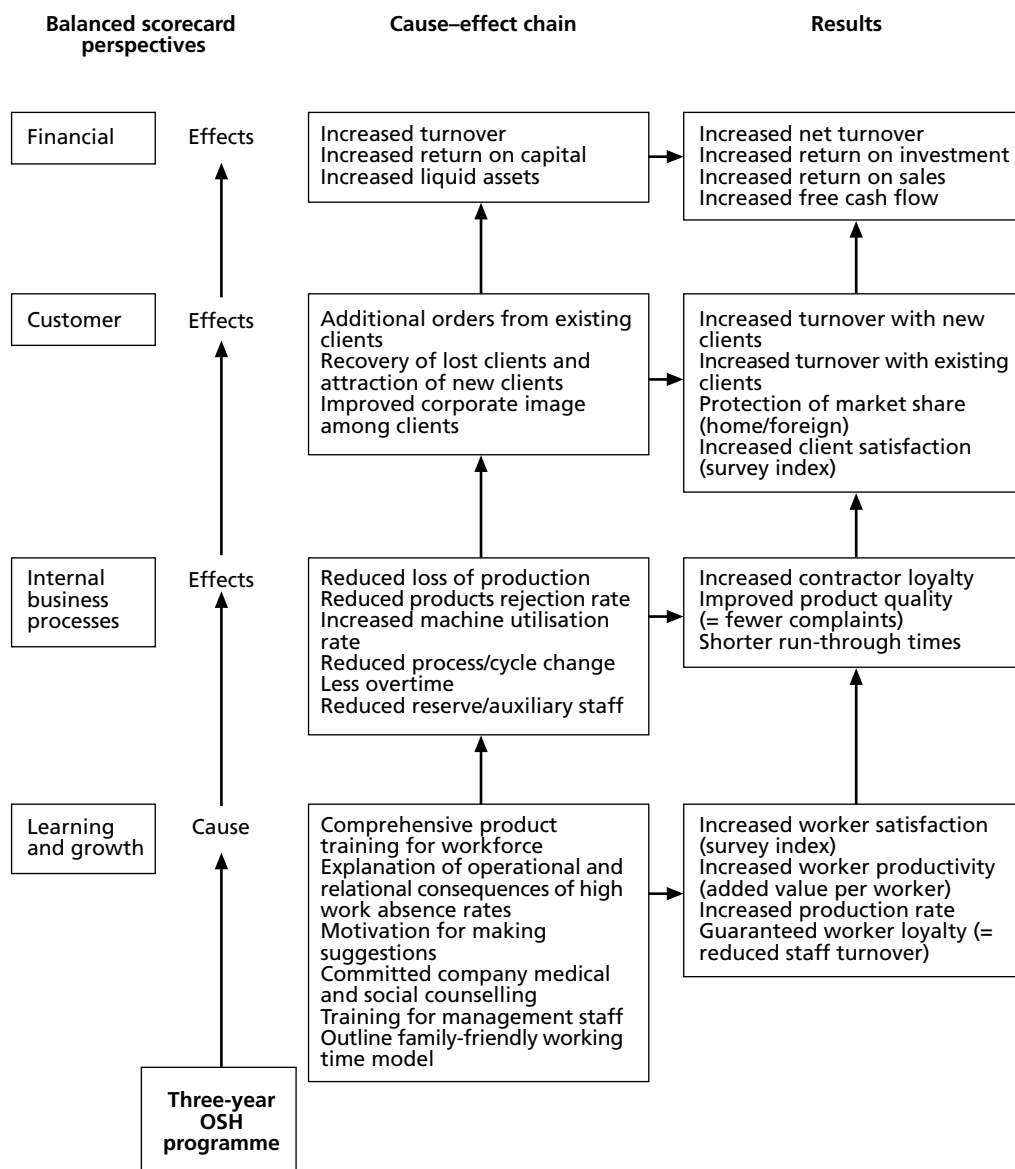 Balanced scorecard
perspectives
Cause–effect chain
Results
Financial
Effects
Increased turnover
Increased return on capital
Increased liquid assets
Increased net turnover
Increased return on investment
Increased return on sales
Increased free cash flow
Customer
Effects
Additional orders from existing
clients
Recovery of lost clients and
attraction of new clients
Improved corporate image
among clients
Increased turnover with new
clients
Increased turnover with existing
clients
Protection of market share
(home/foreign)
Increased client satisfaction
(survey index)
Internal
business
processes
Effects
Reduced loss of production
Reduced products rejection rate
Increased machine utilisation
rate
Reduced process/cycle change
Less overtime
Reduced reserve/auxiliary staff
Increased contractor loyalty
Improved product quality
(= fewer complaints)
Shorter run-through times
Learning
and growth
Cause
Comprehensive product
training for workforce
Explanation of operational and
relational consequences of high
work absence rates
Motivation for making
suggestions
Committed company medical
and social counselling
Training for management staff
Outline family-friendly working
time model
Increased worker satisfaction
(survey index)
Increased worker productivity
(added value per worker)
Increased production rate
Guaranteed worker loyalty (=
reduced staff turnover)
Three-year
OSH
programme